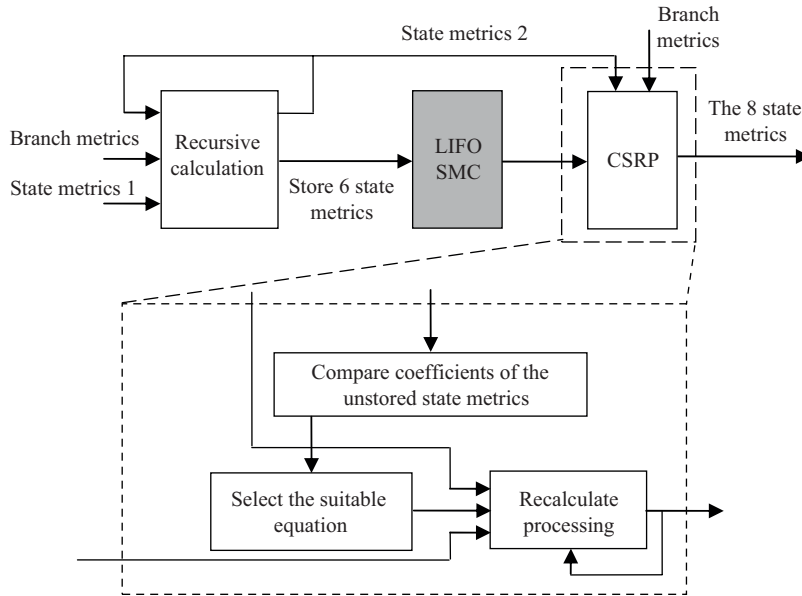 State metrics 2
Branch
metrics
The 8 state
metrics
Branch metrics
State metrics 1
Recursive
calculation
Store 6 state
metrics
LIFO
SMC
CSRP
Compare coefficients of the
unstored state metrics
Select the suitable
equation
Recalculate
processing